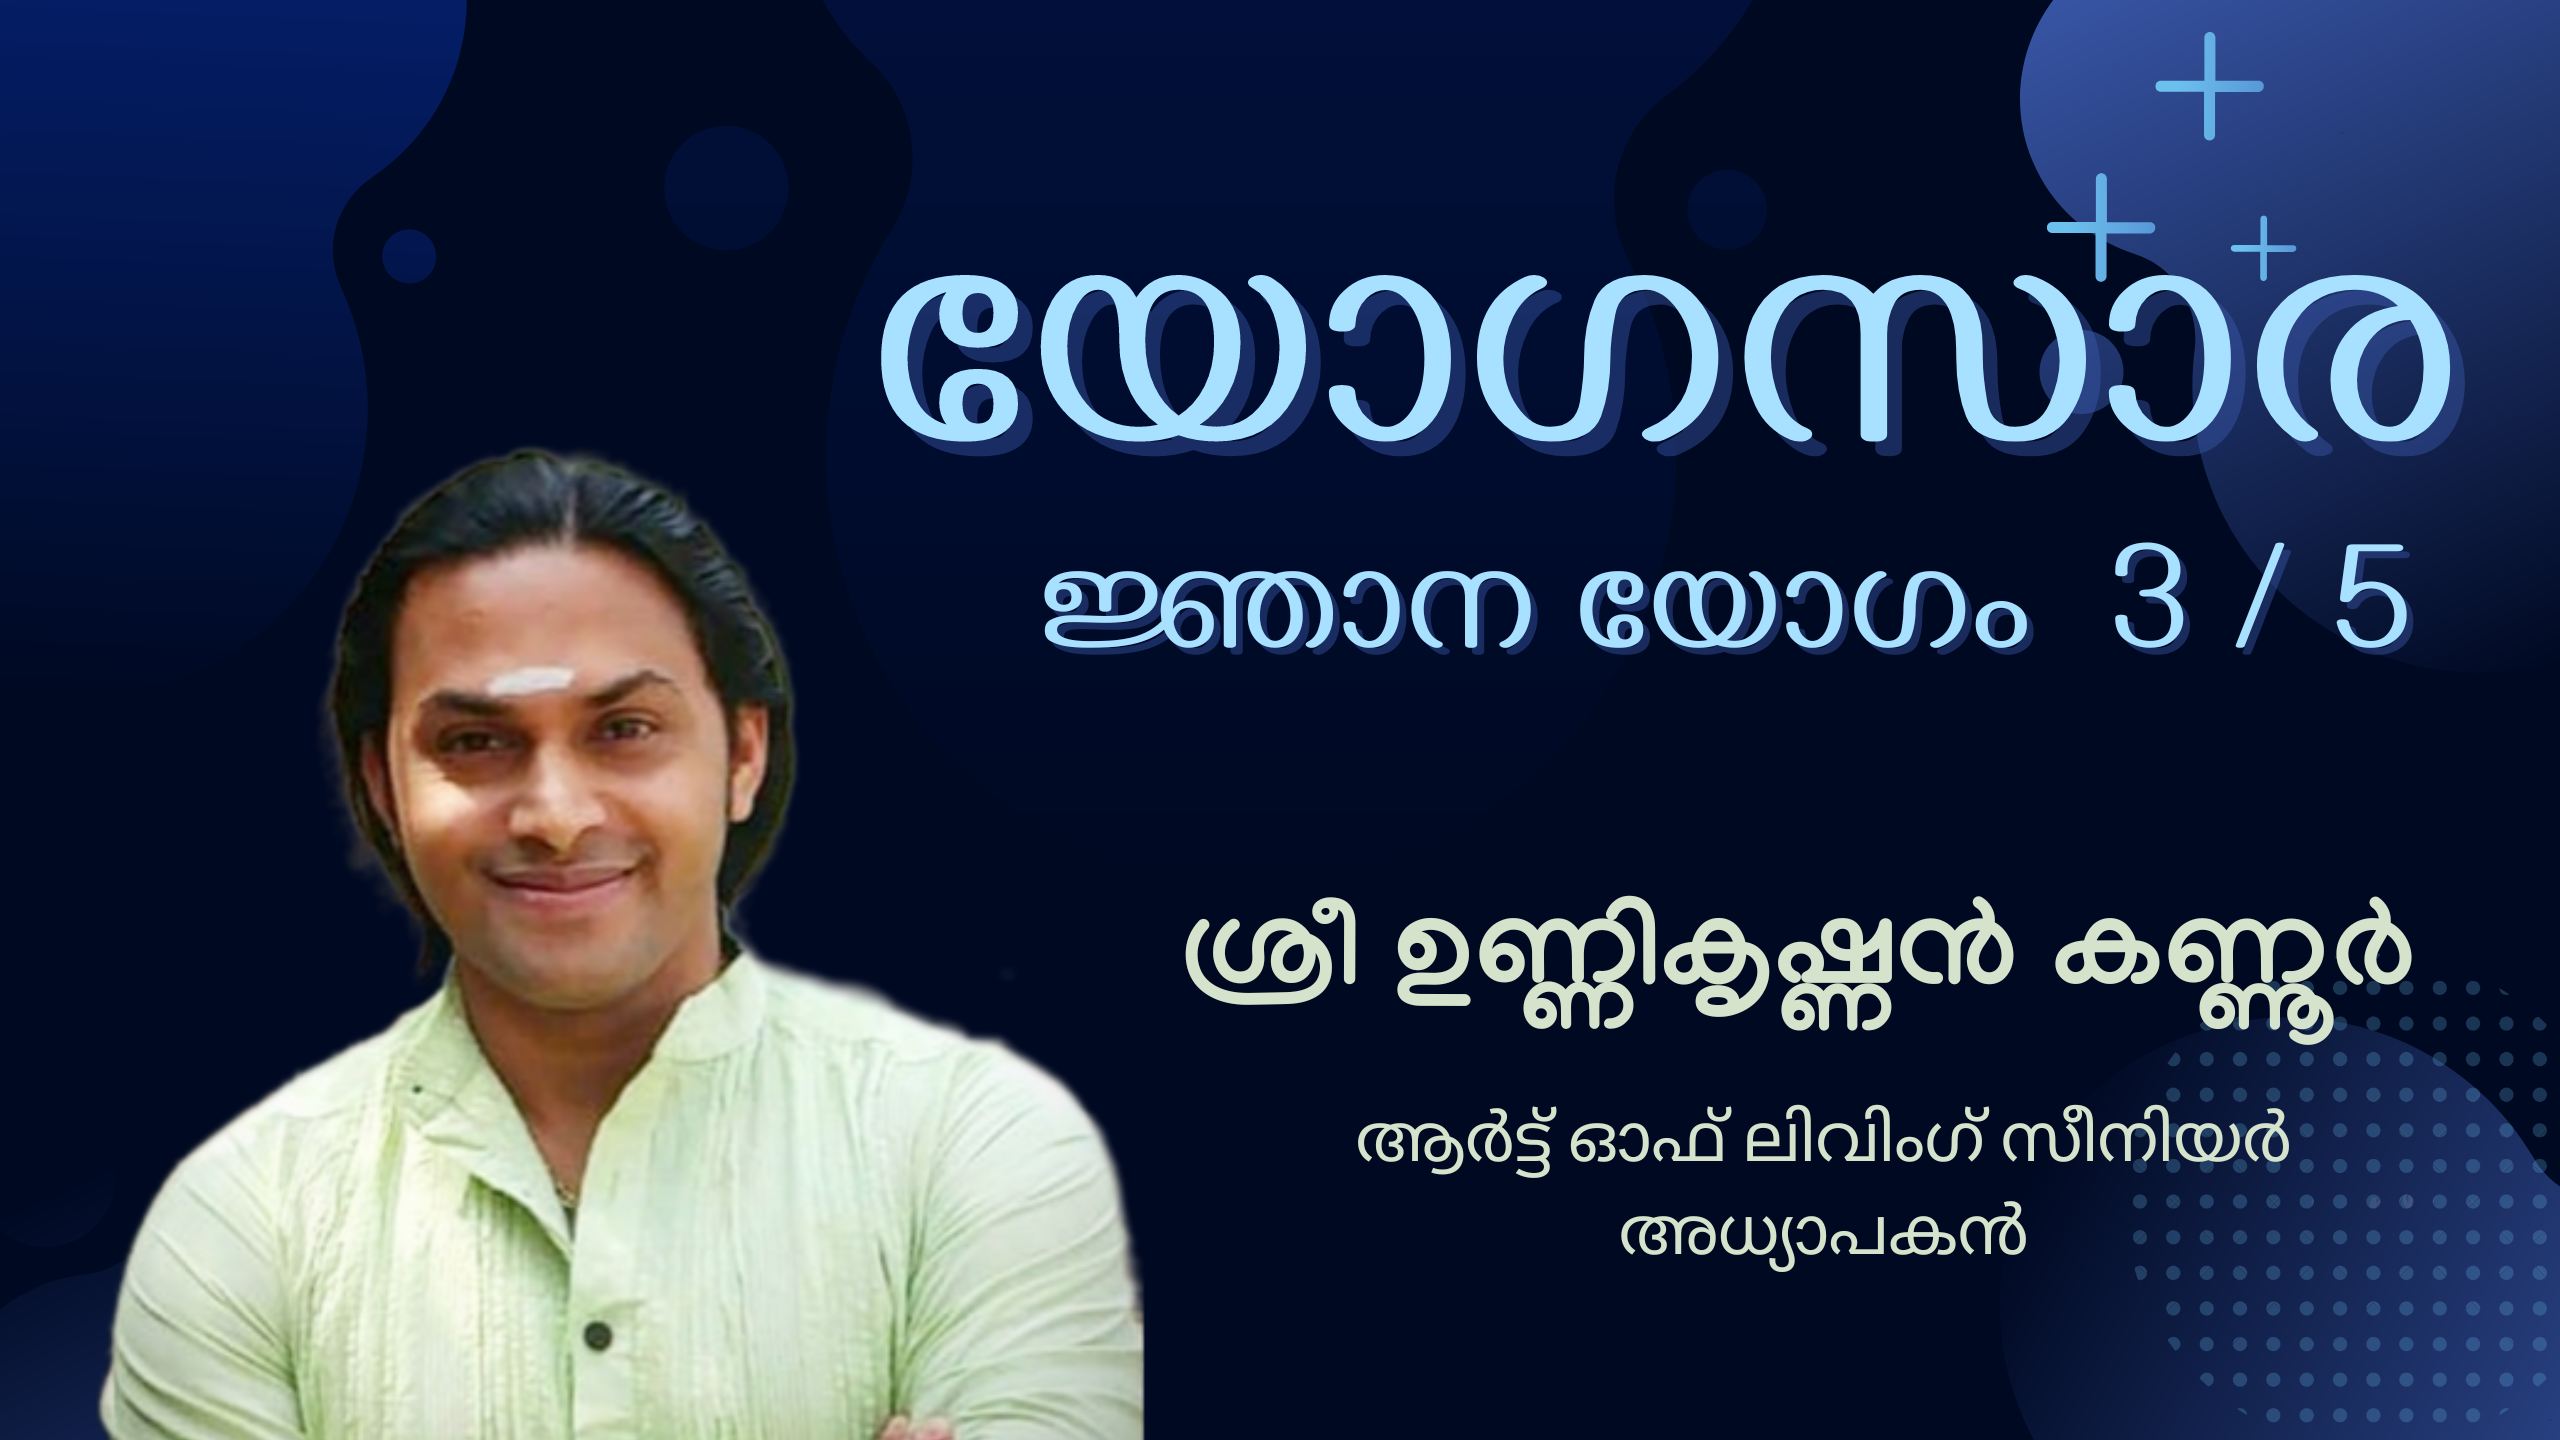 യോഗസാര
ജ്ഞാന യോഗം 3 / 5
ശ്രീ ഉണ്ണികൃഷ്ണൻ കണ്ണൂർ
ആർട്ട് ഓഫ് ലിവിംഗ് സീനിയർ
അധ്യാപകൻ